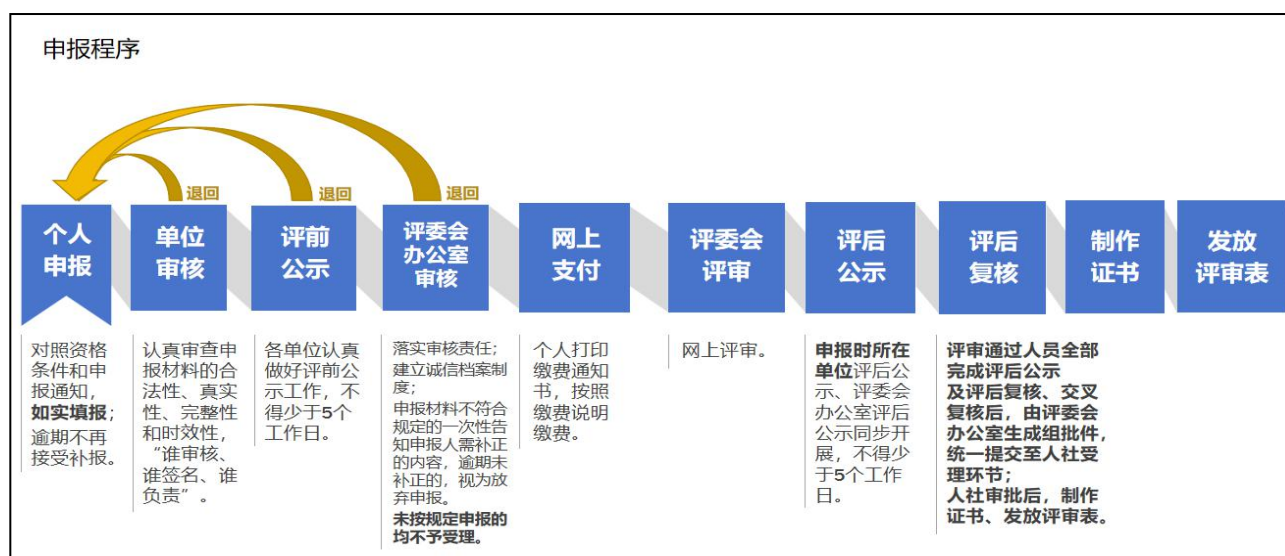 申报程序
退回
退回
退回
个人
申报
单位
审核
评前
公示
评委会
办公室
审核
网上
支付
评委会
评审
评后
公示
评后
复核
制作
证书
发放
评审表
对照资格
条件和申
报通知，
如实填报；
逾期不再
接受补报。
认真审查申
报材料的合
法性、真实
性、完整性
和时效性，
“谁审核、
谁签名、谁
负责”。
各单位认真
做好评前公
示工作，不
得少于5个
工作日。
落实审核责任；
建立诚信档案制
度；
申报材料不符合
规定的一次性告
知申报人需补正
的内容，逾期未
补正的，视为放
弃申报。
未按规定申报的
均不予受理。
个人打印
缴费通知
书，按照
缴费说明
缴费。
网上评审。
申报时所在
单位评后公
示、评委会
办公室评后
公示同步开
展，不得少
于5个工作
日。
评审通过人员全部
完成评后公示
及评后复核、交叉
复核后，由评委会
办公室生成组批件，
统一提交至人社受
理环节；
人社审批后，制作
证书、发放评审表。